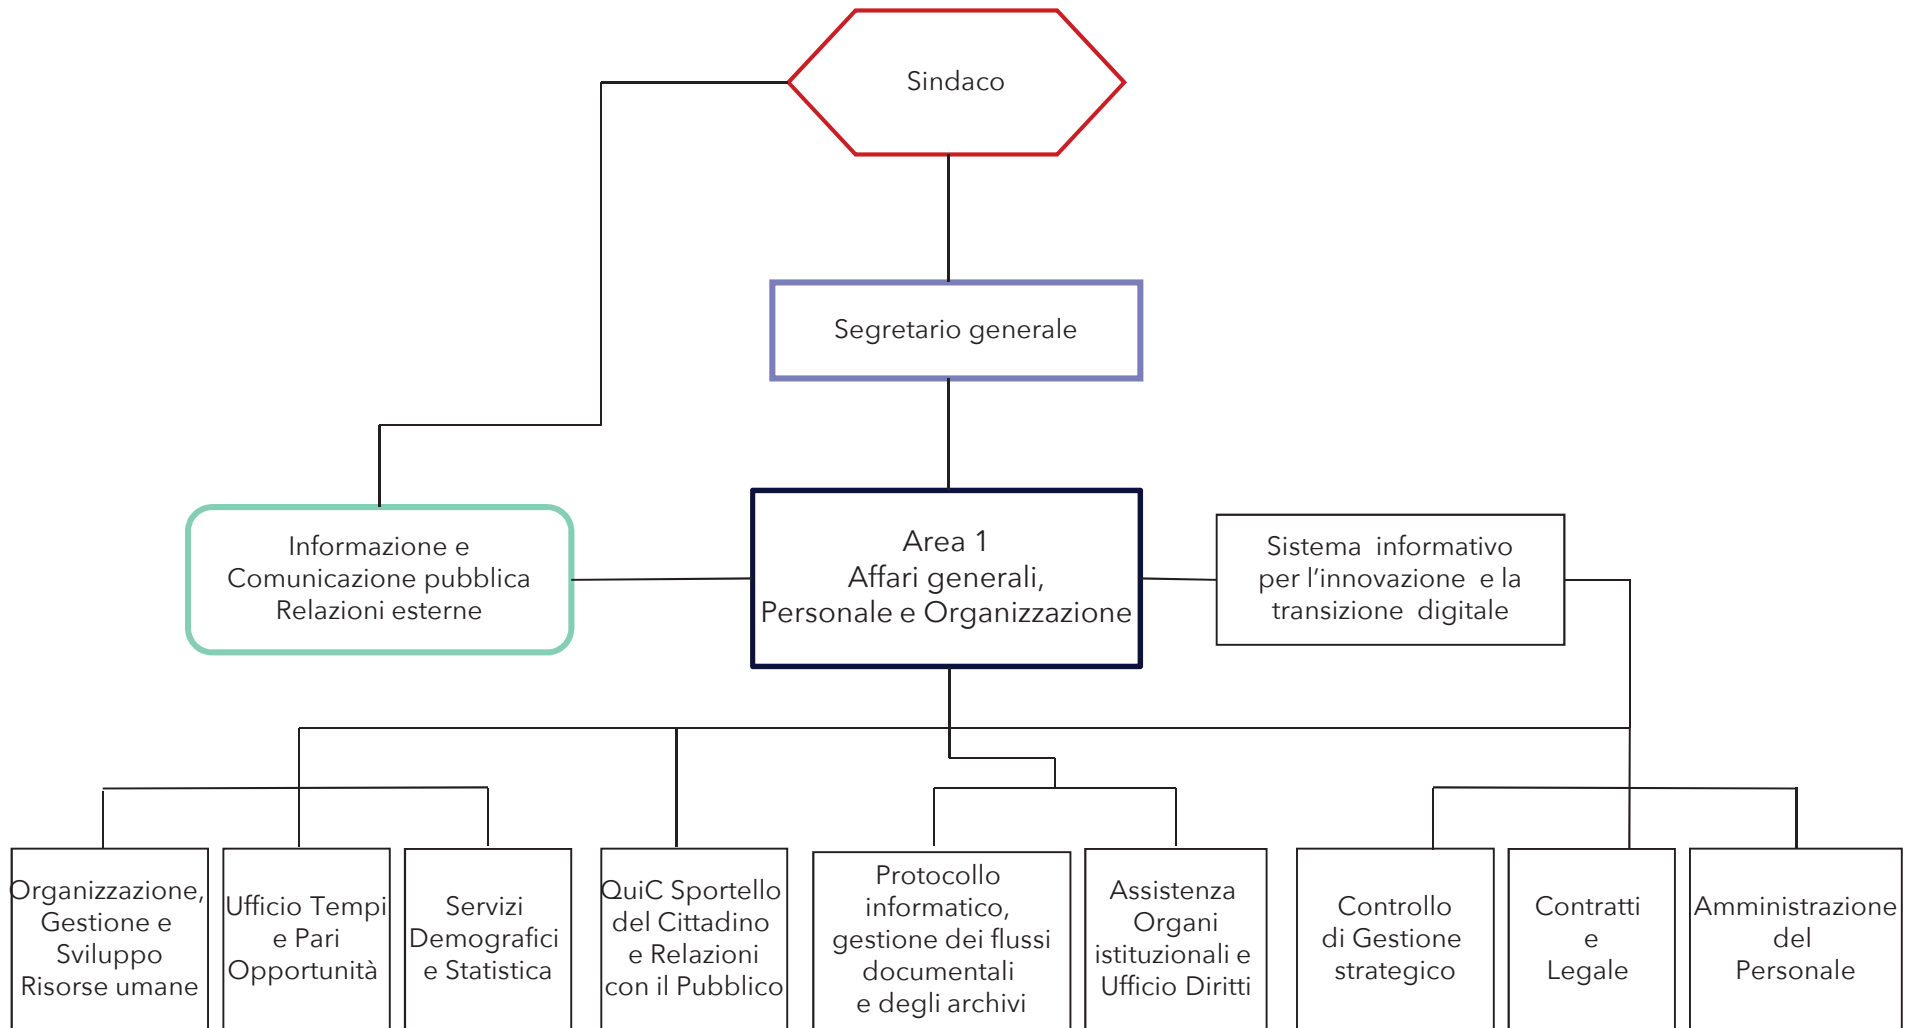 Sindaco
Segretario generale
Informazione e
Comunicazione pubblica
Relazioni esterne
Area 1
Affari generali,
Personale e Organizzazione
Sistema informativo
per l'innovazione e la
transizione digitale
Organizzazione,
Gestione e
Sviluppo
Risorse umane
Ufficio Tempi
e Pari
Opportunità
Servizi
Demografici
e Statistica
QuiC Sportello
del Cittadino
e Relazioni
con il Pubblico
Protocollo
informatico,
gestione dei flussi
documentali
e degli archivi
Assistenza
Organi
istituzionali e
Ufficio Diritti
Controllo
di Gestione
strategico
Contratti
e
Legale
Amministrazione
del
Personale